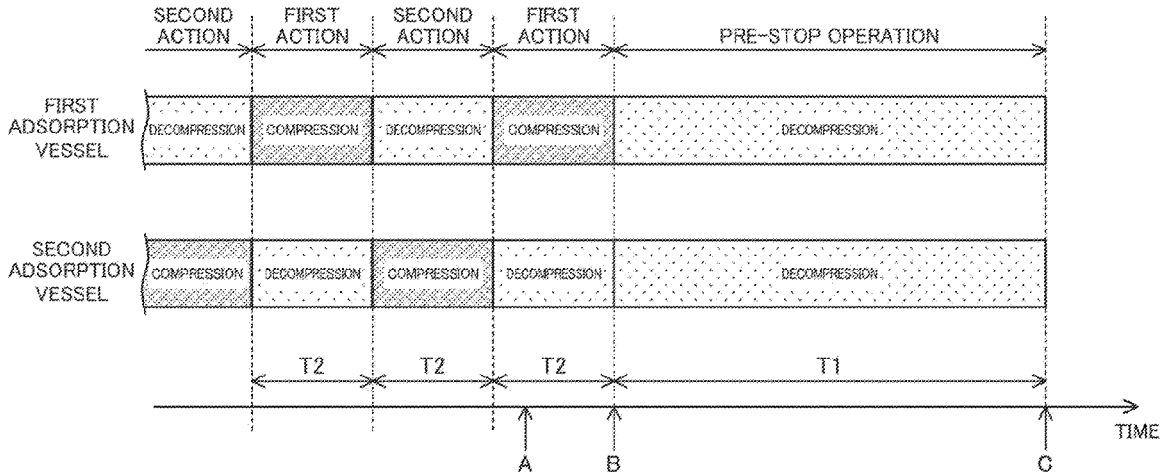 SECOND FIRST SECOND FIRST
ACTION ACTION ACTION ACTION PRE-STOP OPERATION
FIRST
ADSORPTION
VESSEL
DECOMPRESSION COMPRESSION DECOMPRESSION COMPRESSION DECOMPRESSION
SECOND
ADSORPTION
VESSEL
COMPRESSION DECOMPRESSION COMPRESSION DECOMPRESSION DECOMPRESSION
T2 T2 T2 T1
TIME
A B C